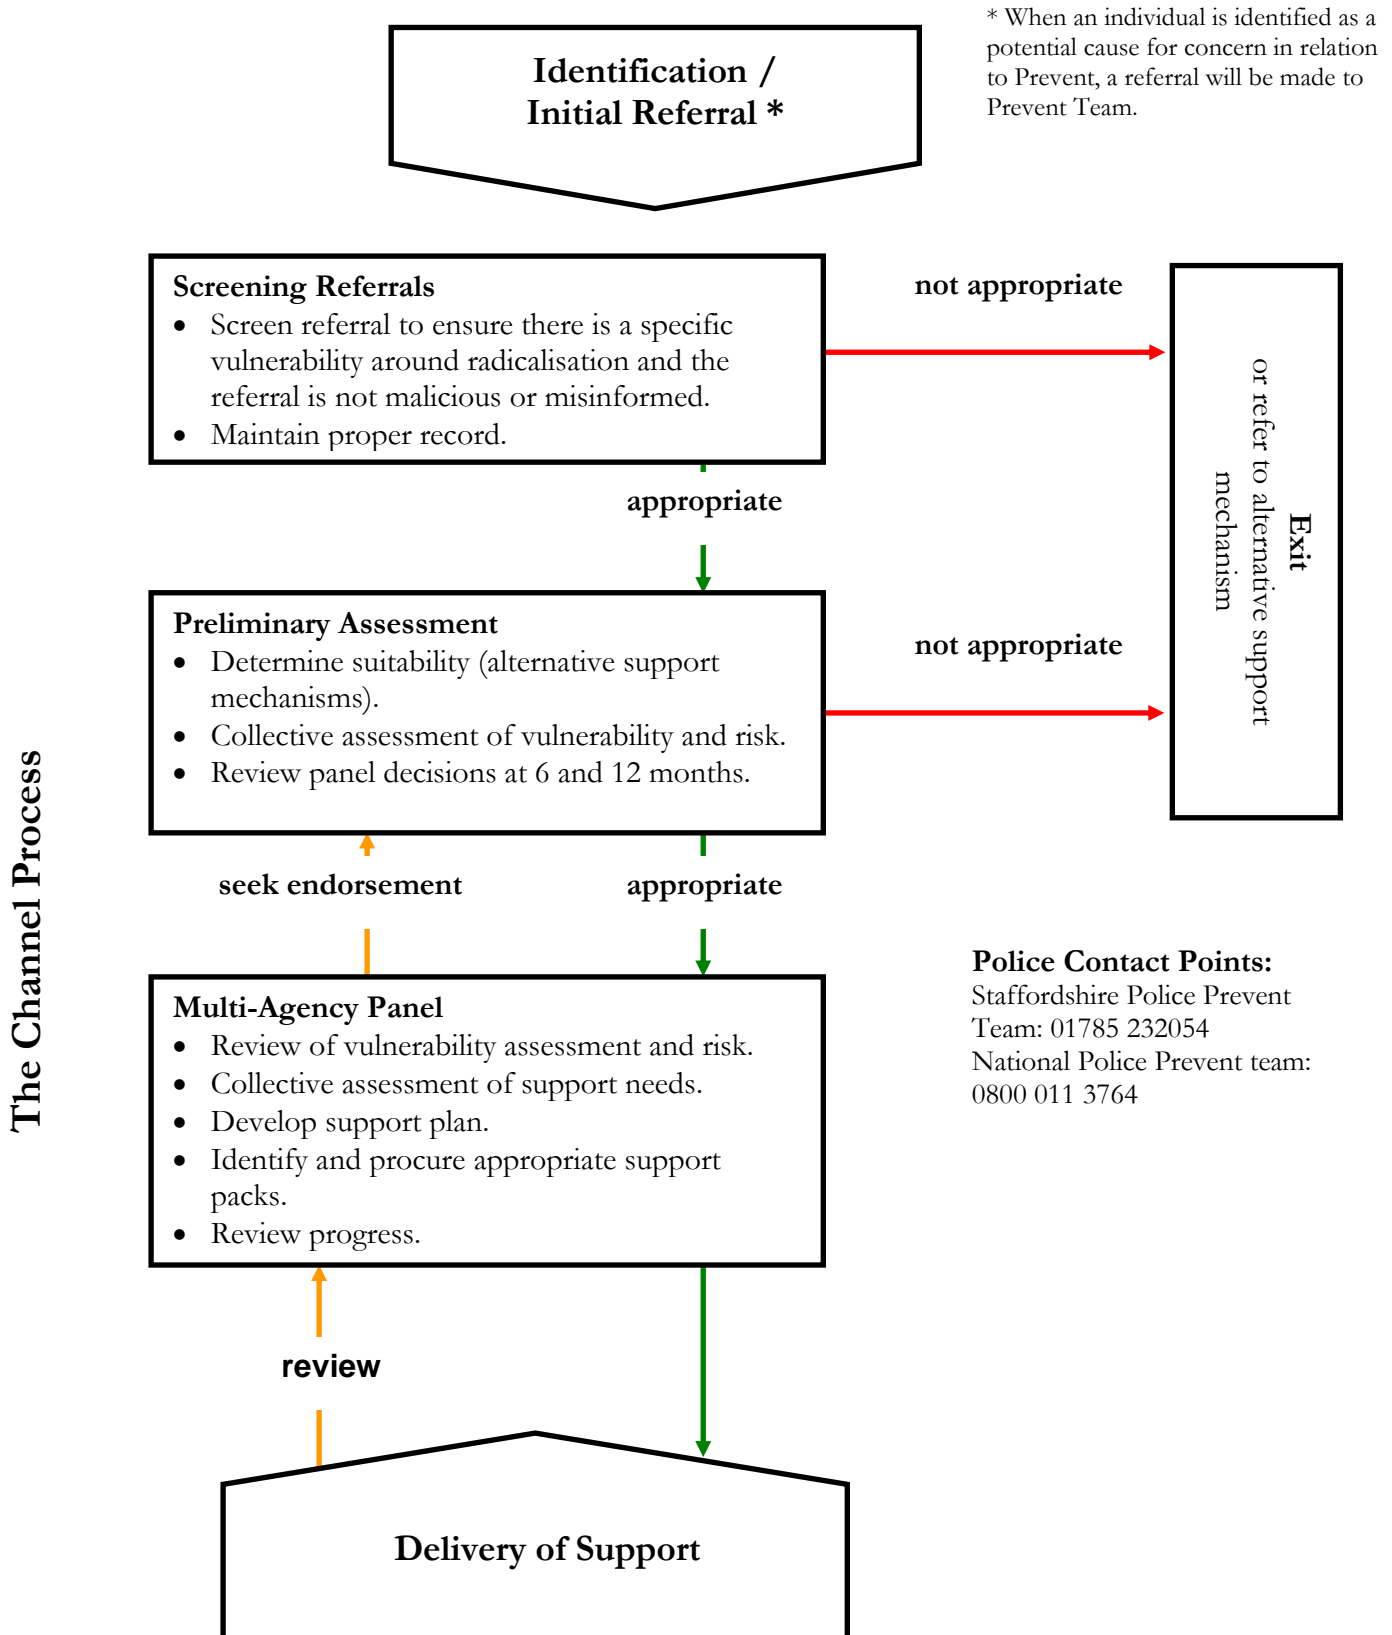 * When an individual is identified as a
potential cause for concern in relation
to Prevent, a referral will be made to
Prevent Team.
Identification /
Initial Referral *
Screening Referrals
• Screen referral to ensure there is a specific
vulnerability around radicalisation and the
referral is not malicious or misinformed.
• Maintain proper record.
not appropriate
appropriate
Exit
or refer to alternative support
mechanism
Preliminary Assessment
• Determine suitability (alternative support
mechanisms).
• Collective assessment of vulnerability and risk.
• Review panel decisions at 6 and 12 months.
not appropriate
The Channel Process
seek endorsement
appropriate
Multi-Agency Panel
• Review of vulnerability assessment and risk.
• Collective assessment of support needs.
• Develop support plan.
• Identify and procure appropriate support
packs.
• Review progress.
Police Contact Points:
Staffordshire Police Prevent
Team: 01785 232054
National Police Prevent team:
0800 011 3764
review
Delivery of Support